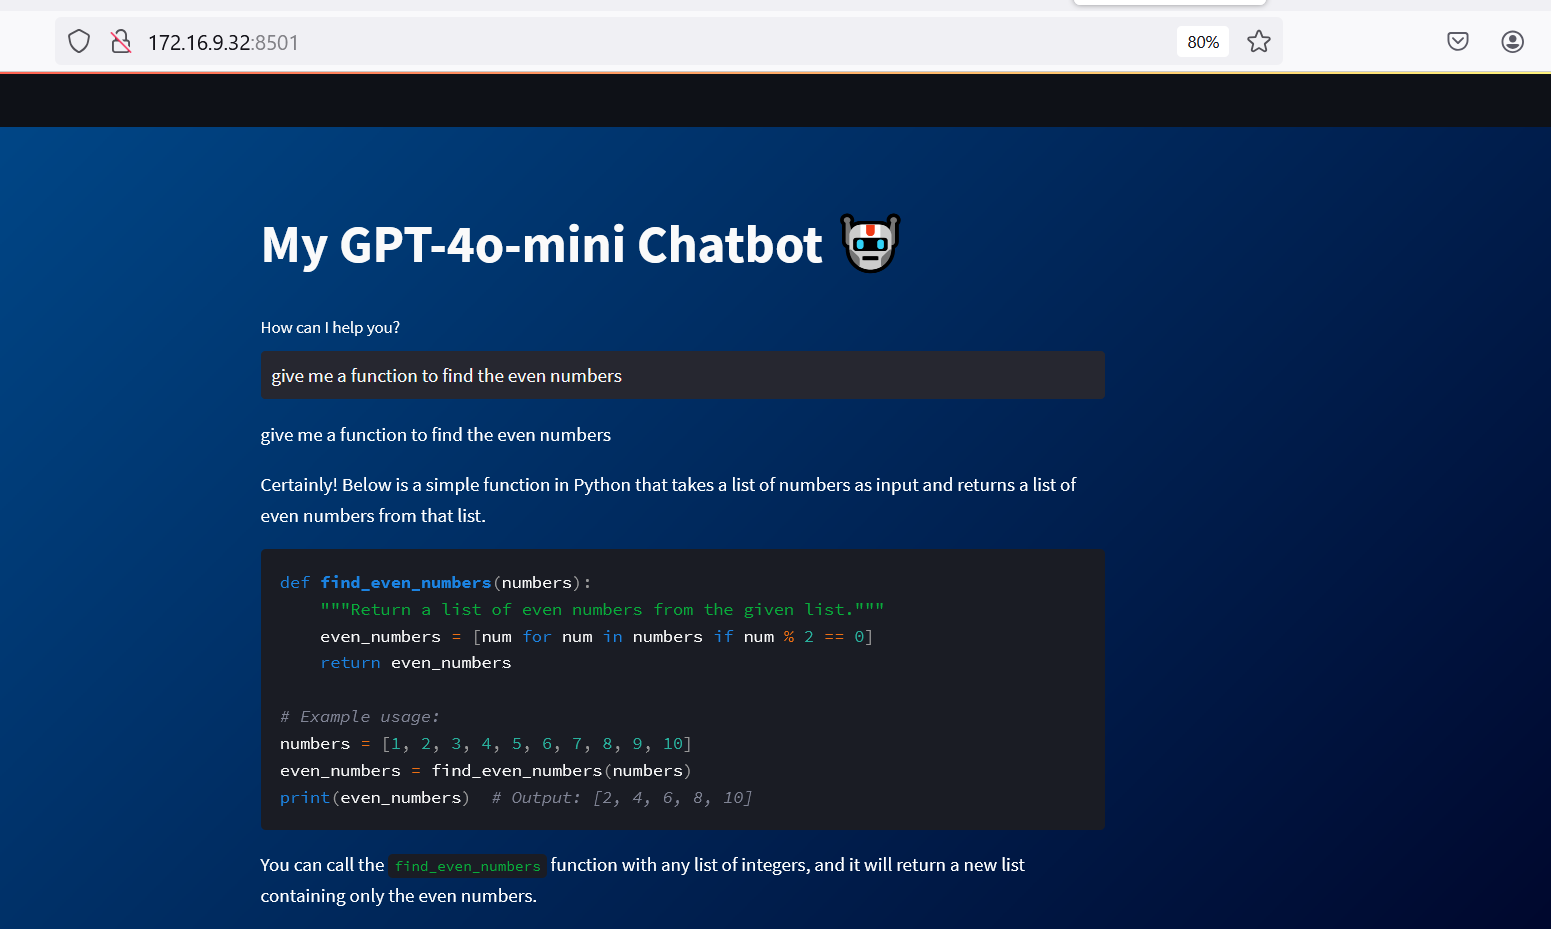 172.16.9.32:8501
80%
My GPT-4o-mini Chatbot
How can I help you?
give me a function to find the even numbers
give me a function to find the even numbers
Certainly! Below is a simple function in Python that takes a list of numbers as input and returns a list of
even numbers from that list.
def find_even_numbers(numbers):
    """Return a list of even numbers from the given list."""
    even_numbers = [num for num in numbers if num % 2 == 0]
    return even_numbers
# Example usage:
numbers = [1, 2, 3, 4, 5, 6, 7, 8, 9, 10]
even_numbers = find_even_numbers(numbers)
print(even_numbers)  # Output: [2, 4, 6, 8, 10]
You can call the find_even_numbers function with any list of integers, and it will return a new list
containing only the even numbers.